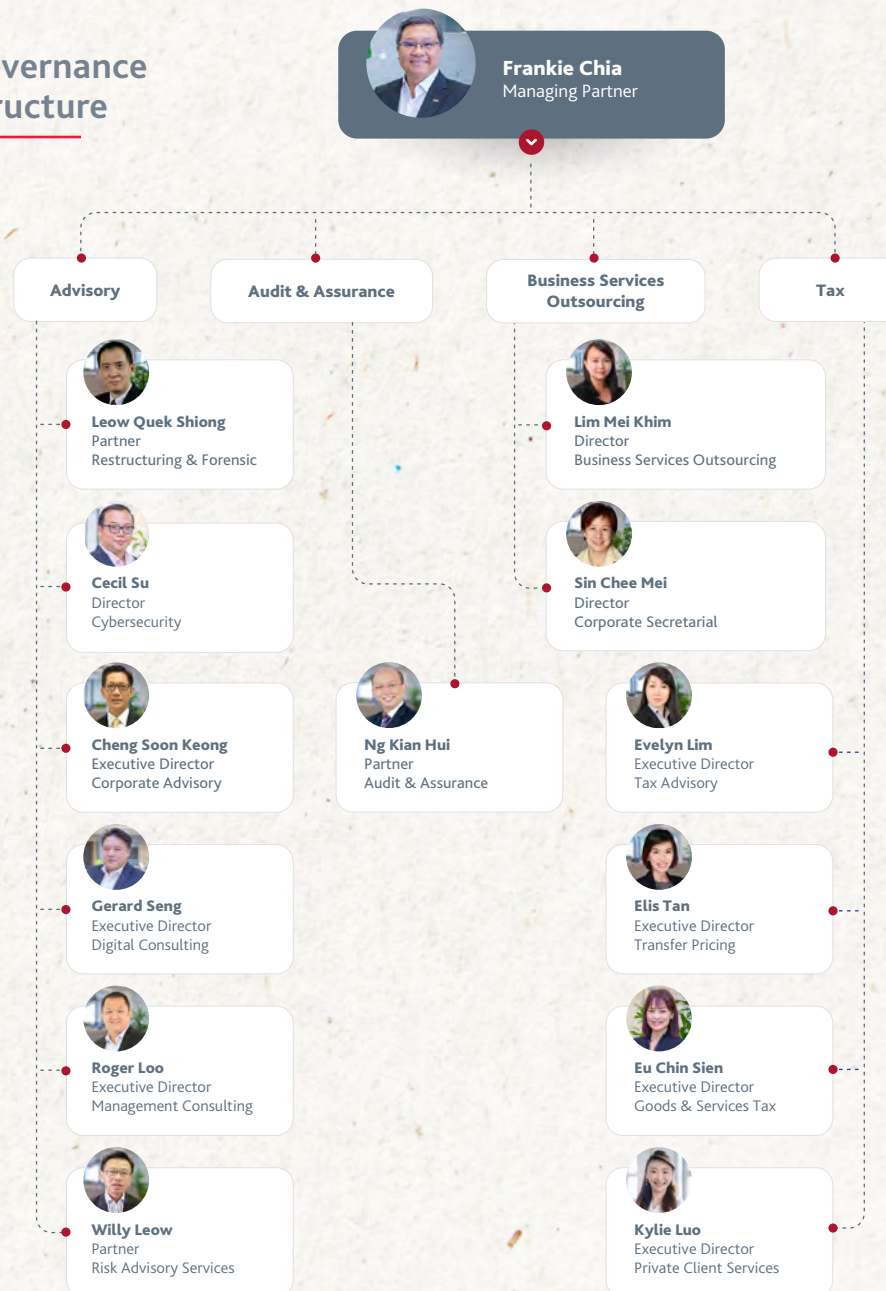 vernance
ructure
Frankie Chia
Managing Partner
Advisory
Audit & Assurance
Business Services
Outsourcing
Tax
Leow Quek Shiong
Partner
Restructuring & Forensic
Lim Mei Khim
Director
Business Services Outsourcing
Cecil Su
Director
Cybersecurity
Sin Chee Mei
Director
Corporate Secretarial
Cheng Soon Keong
Executive Director
Corporate Advisory
Ng Kian Hui
Partner
Audit & Assurance
Evelyn Lim
Executive Director
Tax Advisory
Gerard Seng
Executive Director
Digital Consulting
Elis Tan
Executive Director
Transfer Pricing
Roger Loo
Executive Director
Management Consulting
Eu Chin Sien
Executive Director
Goods & Services Tax
Willy Leow
Partner
Risk Advisory Services
Kylie Luo
Executive Director
Private Client Services